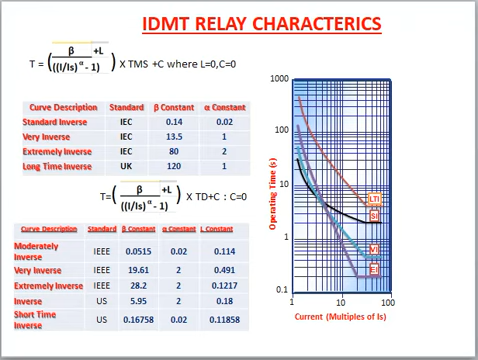 IDMT RELAY CHARACTERICS
T = ( β / ((I/Is)^α - 1) +L ) X TMS +C where L=0,C=0
Curve Description Standard β Constant α Constant
Standard Inverse IEC 0.14 0.02
Very Inverse IEC 13.5 1
Extremely Inverse IEC 80 2
Long Time Inverse UK 120 1
T=( β / ((I/Is)^α - 1) +L ) X TD+C : C=0
Curve Description Standard β Constant α Constant L Constant
Moderately
Inverse IEEE 0.0515 0.02 0.114
Very Inverse IEEE 19.61 2 0.491
Extremely Inverse IEEE 28.2 2 0.1217
Inverse US 5.95 2 0.18
Short Time
Inverse US 0.16758 0.02 0.11858
Operating Time (s)
1000
100
10
1
0.1
LTI
SI
VI
EI
1 10 100
Current (Multiples of Is)